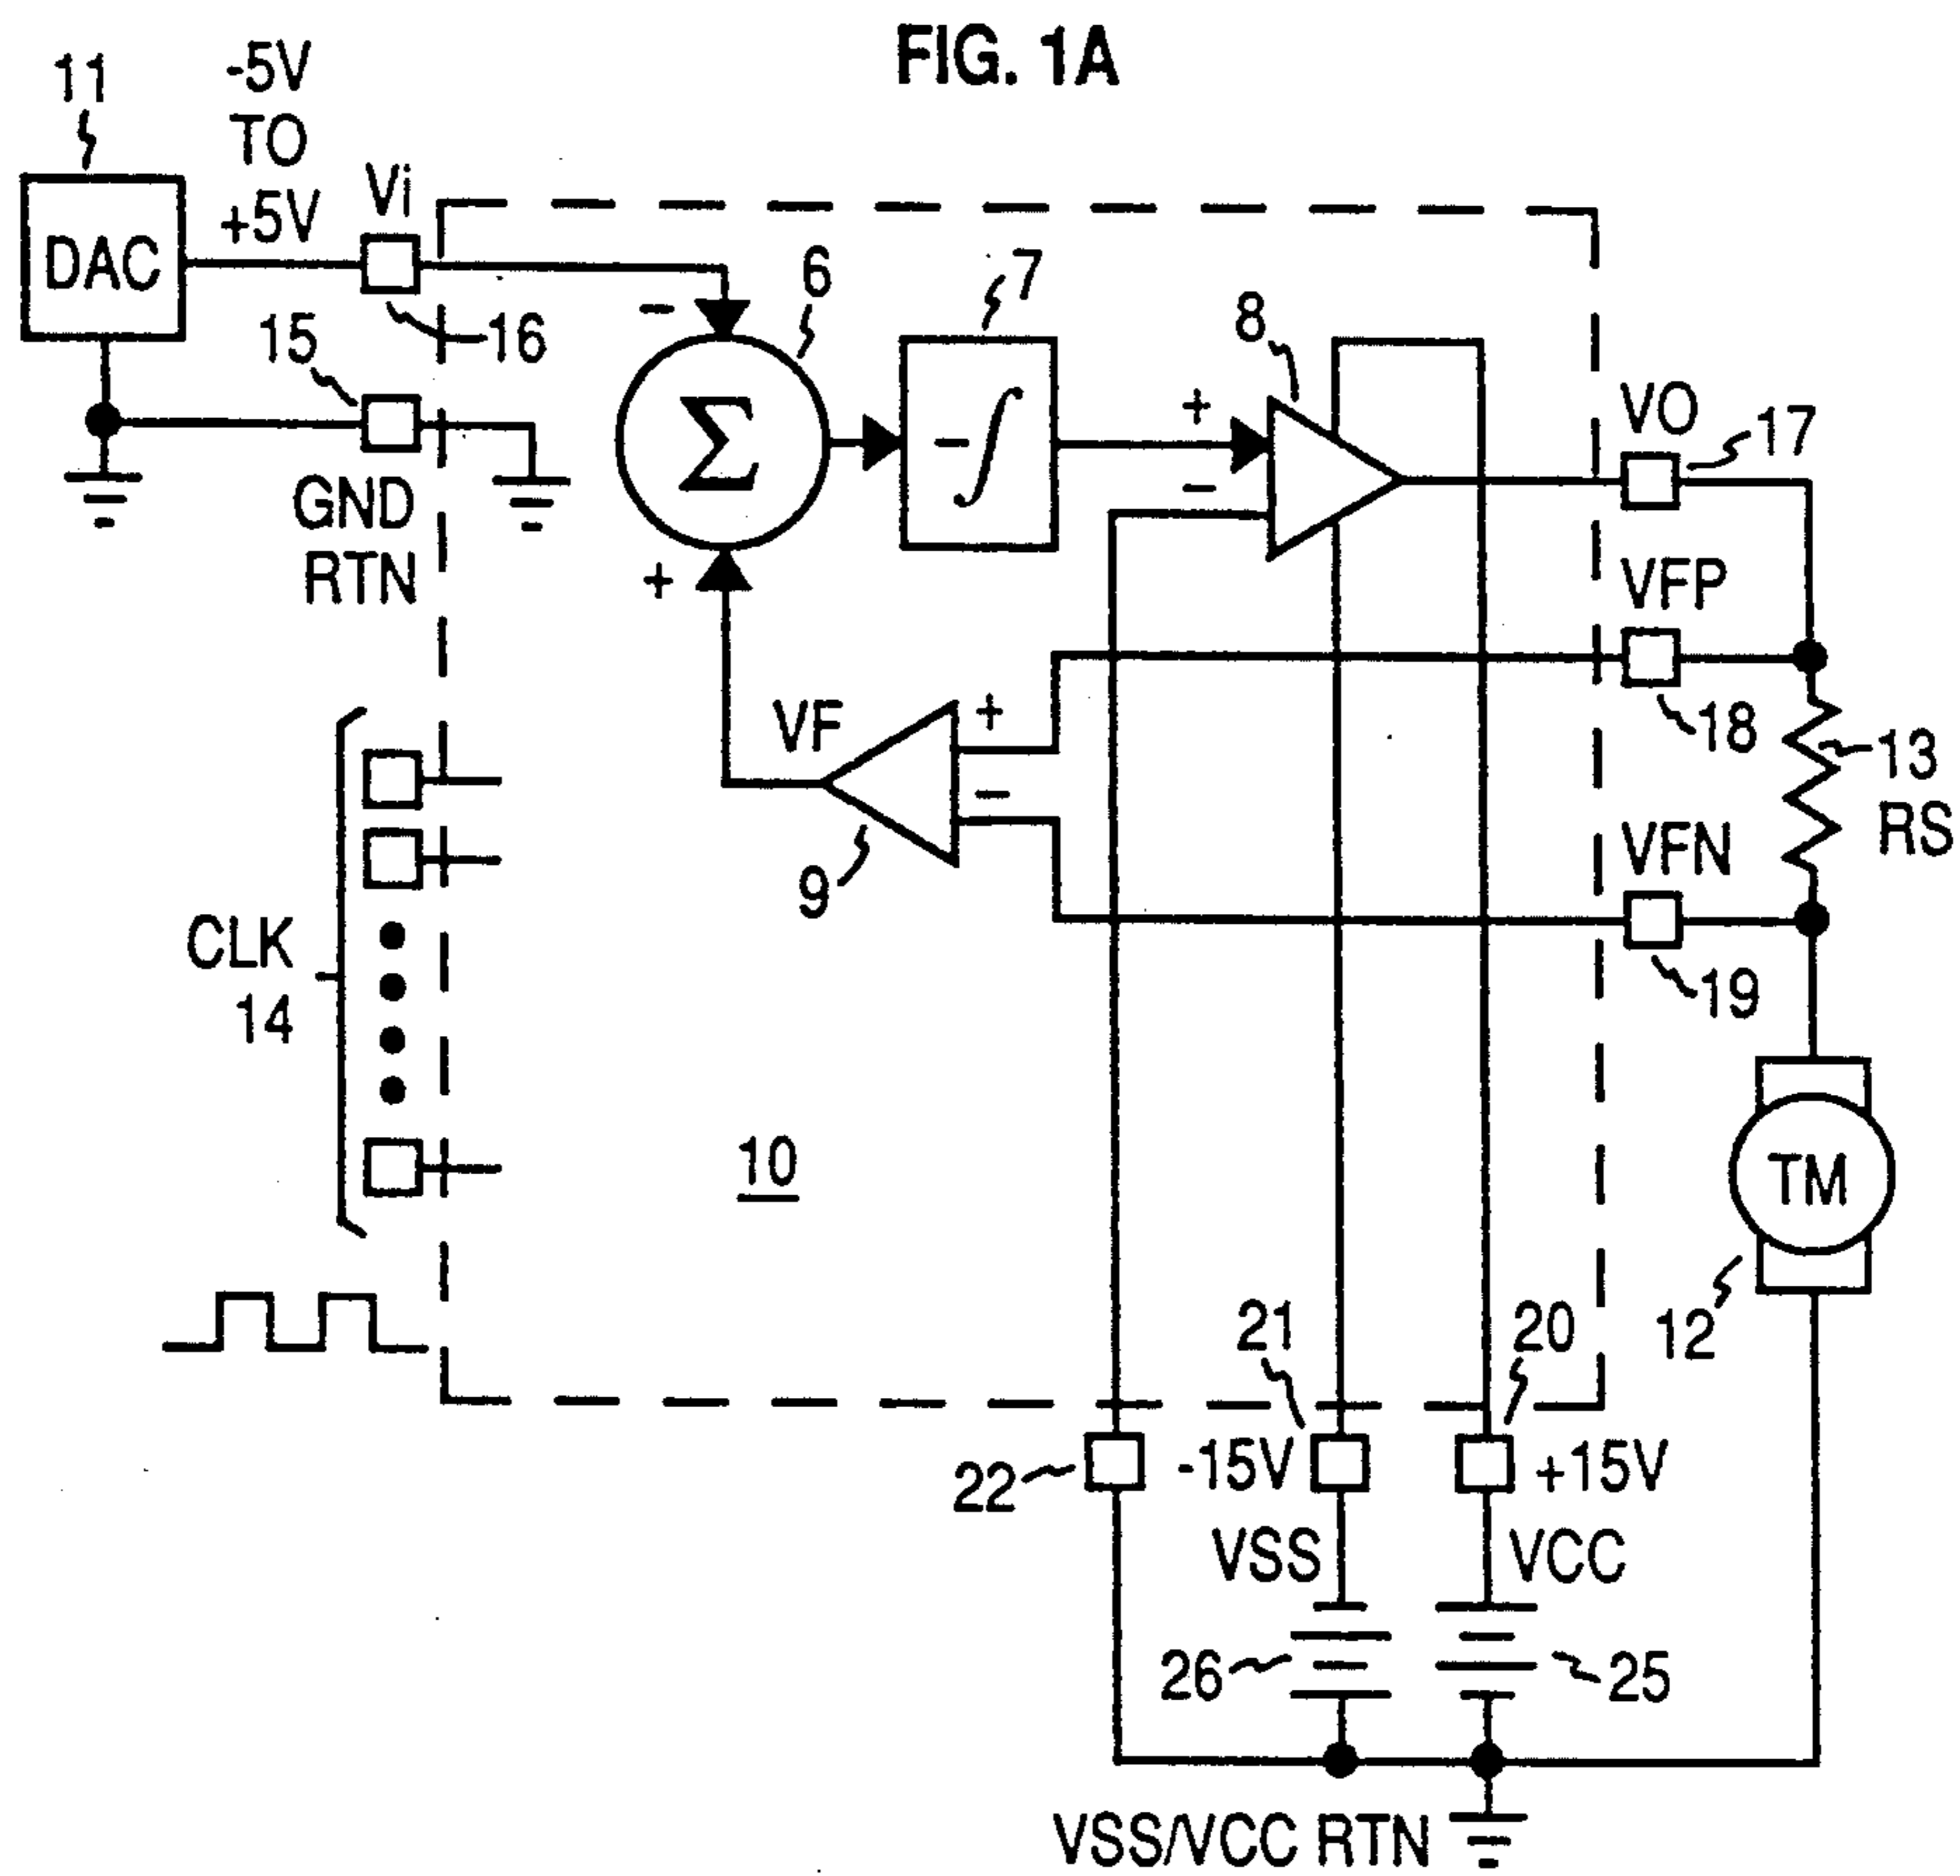 FIG. 1A
11
-5V
TO
+5V
Vi
DAC
16
15
GND
RTN
-
6
Σ
+
7
-∫
8
+
-
VO
17
VFP
18
13
RS
VFN
19
VF
+
-
9
CLK
14
10
TM
12
21
20
22
-15V
+15V
VSS
VCC
26
25
VSS/VCC RTN